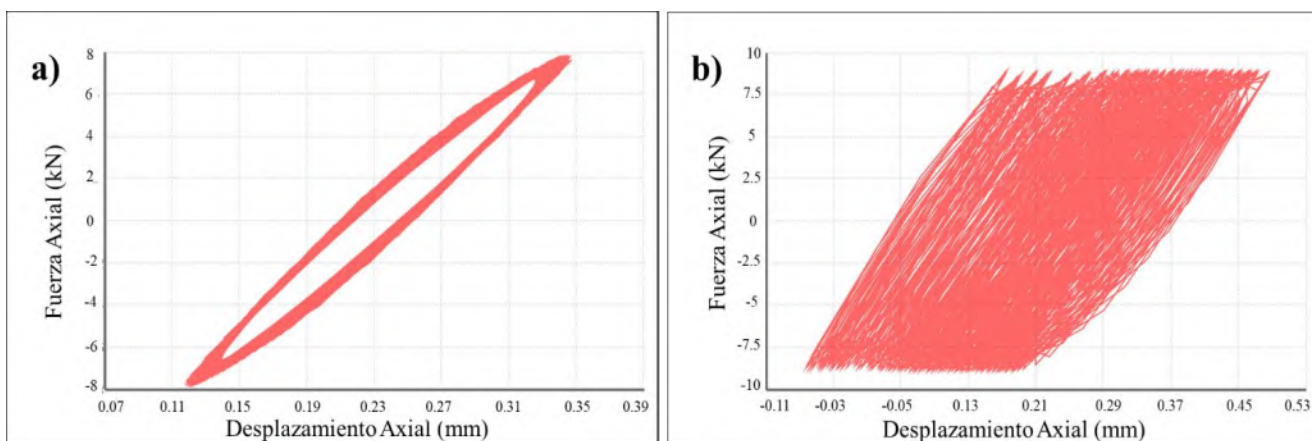 a)
Fuerza Axial (kN)
8
6
4
2
0
-2
-4
-6
-8
0.07 0.11 0.15 0.19 0.23 0.27 0.31 0.35 0.39
Desplazamiento Axial (mm)
b)
Fuerza Axial (kN)
10
7.5
5
2.5
0
-2.5
-5
-7.5
-10
-0.11 -0.03 -0.05 0.13 0.21 0.29 0.37 0.45 0.53
Desplazamiento Axial (mm)